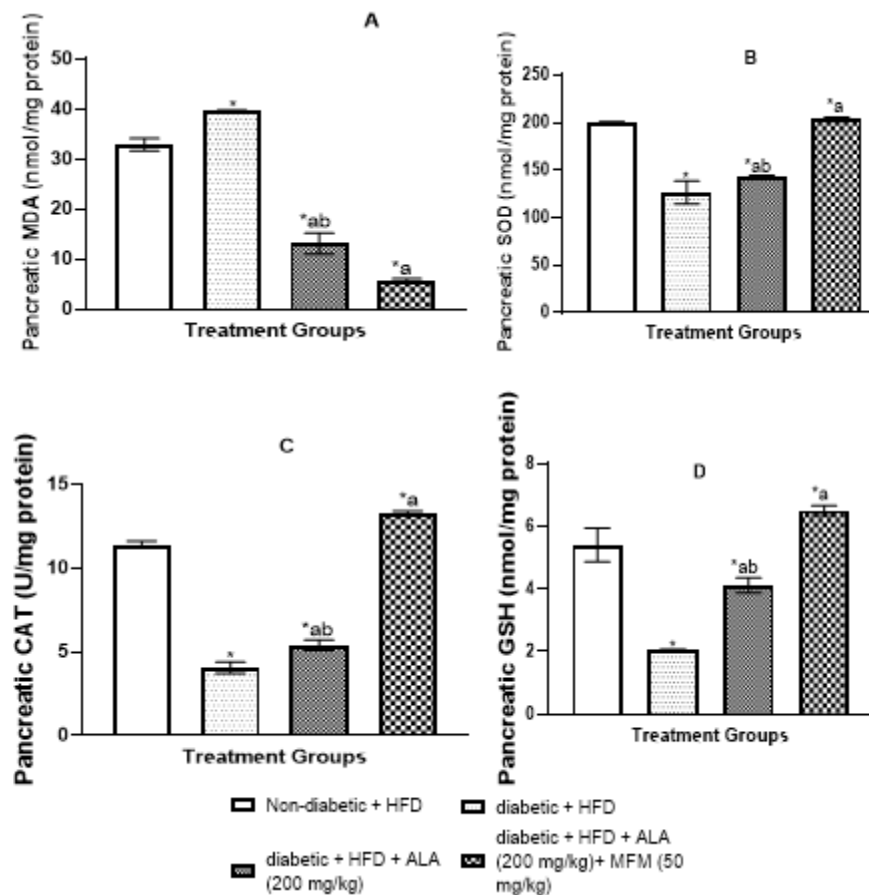 A
Pancreatic MDA (nmol/mg protein)
50
40
30
20
10
0
*
*ab
*a
Treatment Groups
B
Pancreatic SOD (nmol/mg protein)
250
200
150
100
50
0
*
*ab
*a
Treatment Groups
C
Pancreatic CAT (U/mg protein)
15
10
5
0
*
*ab
*a
Treatment Groups
D
Pancreatic GSH (nmol/mg protein)
8
6
4
2
0
*
*ab
*a
Treatment Groups
Non-diabetic + HFD
diabetic + HFD
diabetic + HFD + ALA
(200 mg/kg)
diabetic + HFD + ALA
(200 mg/kg)+ MFM (50
mg/kg)